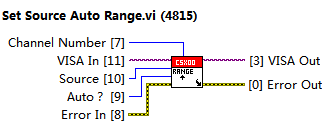 Set Source Auto Range.vi (4815)
Channel Number [7]
VISA In [11]
Source [10]
Auto ? [9]
Error In [8]
CSX00
RANGE
[3] VISA Out
[0] Error Out